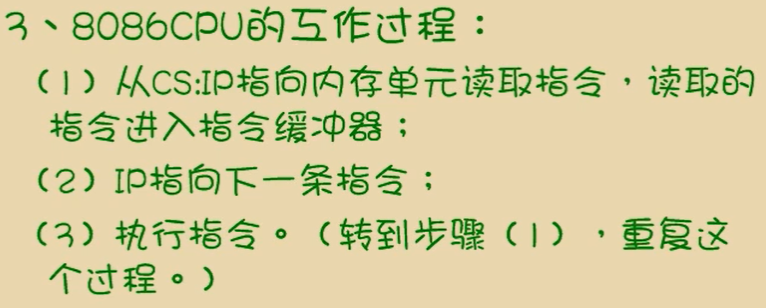 3、8086CPU的工作过程：
（1）从CS:IP指向内存单元读取指令，读取的
指令进入指令缓冲器；
（2）IP指向下一条指令；
（3）执行指令。（转到步骤（1），重复这
个过程。）